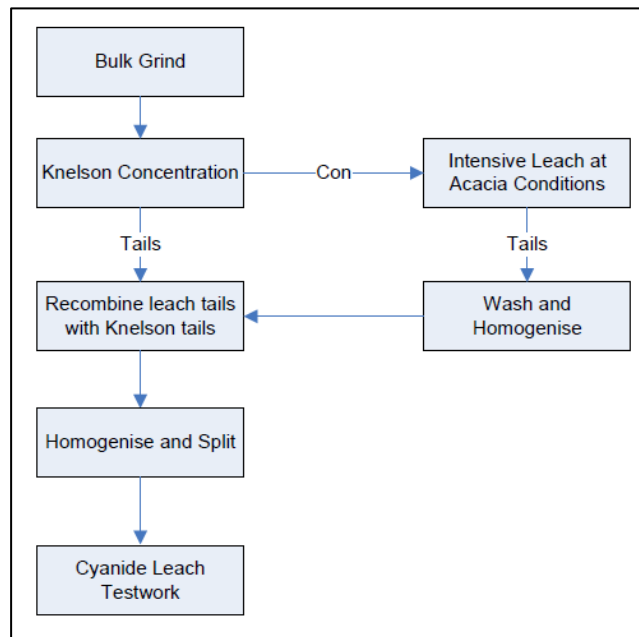 Bulk Grind
Knelson Concentration
Con
Intensive Leach at
Acacia Conditions
Tails
Tails
Recombine leach tails
with Knelson tails
Wash and
Homogenise
Homogenise and Split
Cyanide Leach
Testwork